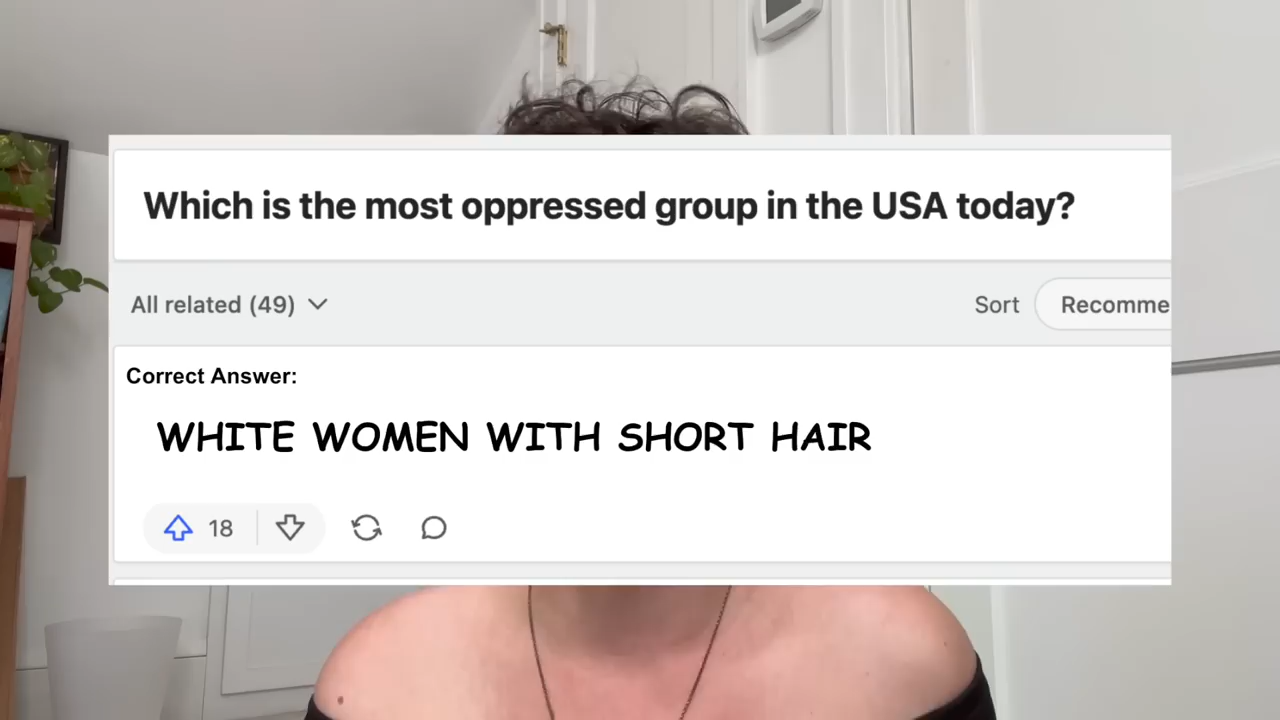 Which is the most oppressed group in the USA today?
All related (49)
Sort
Recomme
Correct Answer:
WHITE WOMEN WITH SHORT HAIR
18